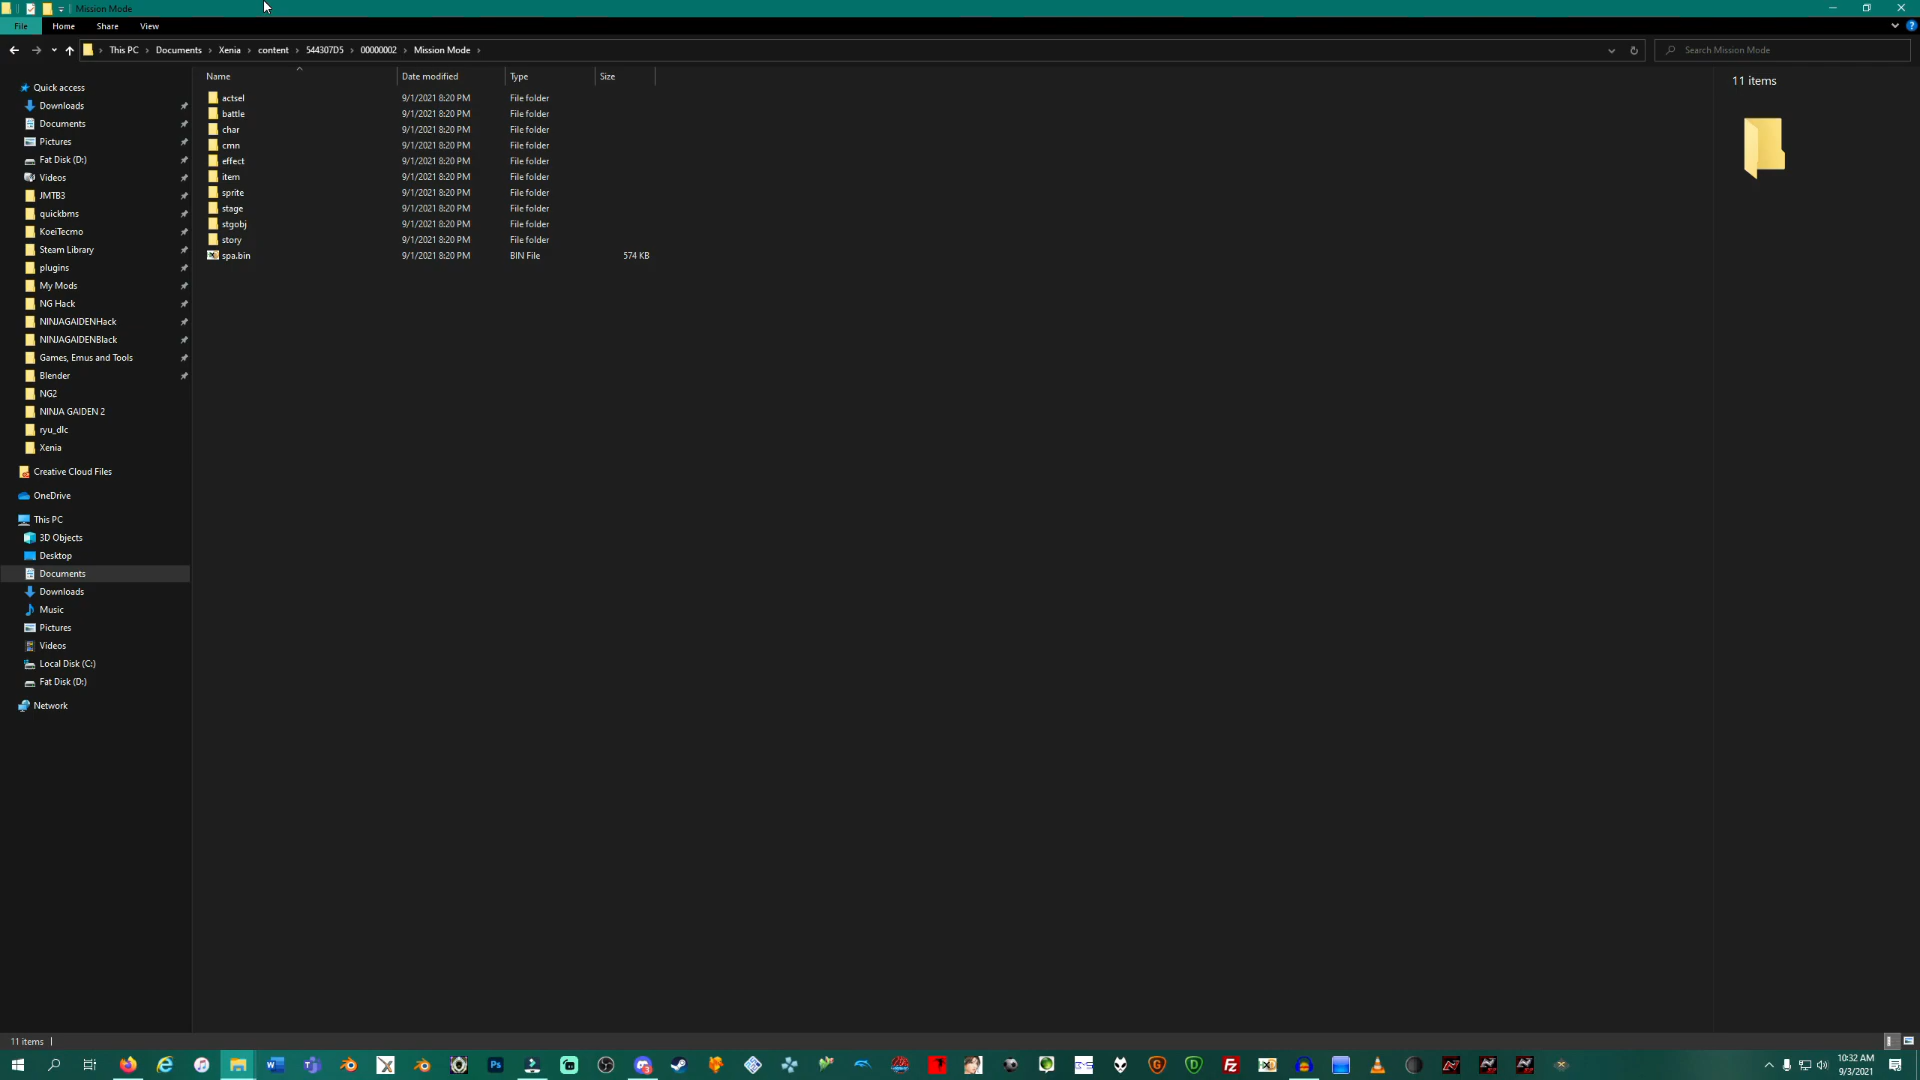 Mission Mode
File Home Share View
This PC Documents Xenia content 544307D5 00000002 Mission Mode
Search Mission Mode
Name Date modified Type Size
actsel 9/1/2021 8:20 PM File folder
battle 9/1/2021 8:20 PM File folder
char 9/1/2021 8:20 PM File folder
cmn 9/1/2021 8:20 PM File folder
effect 9/1/2021 8:20 PM File folder
item 9/1/2021 8:20 PM File folder
sprite 9/1/2021 8:20 PM File folder
stage 9/1/2021 8:20 PM File folder
stgobj 9/1/2021 8:20 PM File folder
story 9/1/2021 8:20 PM File folder
spa.bin 9/1/2021 8:20 PM BIN File 574 KB
11 items
Quick access
Downloads
Documents
Pictures
Fat Disk (D:)
Videos
JMTB3
quickbms
KoeiTecmo
Steam Library
plugins
My Mods
NG Hack
NINJAGAIDENHack
NINJAGAIDENBlack
Games, Emus and Tools
Blender
NG2
NINJA GAIDEN 2
ryu_dlc
Xenia
Creative Cloud Files
OneDrive
This PC
3D Objects
Desktop
Documents
Downloads
Music
Pictures
Videos
Local Disk (C:)
Fat Disk (D:)
Network
11 items
10:32 AM
9/3/2021